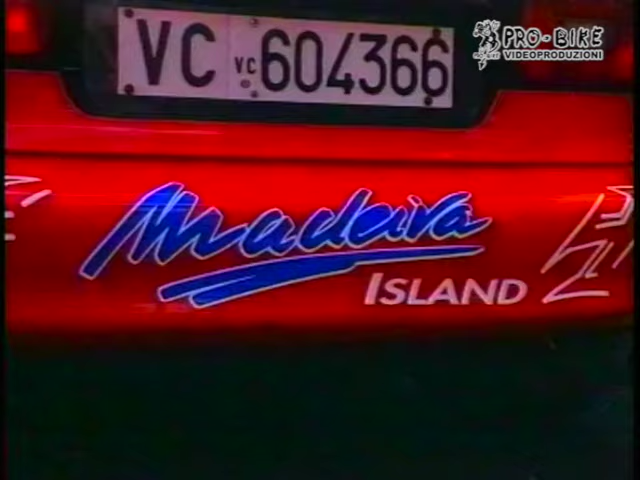 VC VC 604366
PRO-BIKE
VIDEOPRODUZIONI
Madeira
ISLAND